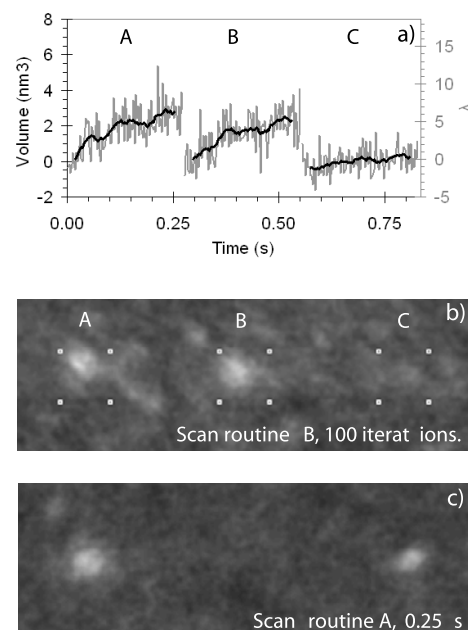 A B C a)
8
6
4
2
0
-2
15
10
5
0
-5
Volume (nm3)
0.00 0.25 0.50 0.75
Time (s)
A B C b)
Scan routine B, 100 iterat ions.
c)
Scan routine A, 0.25 s